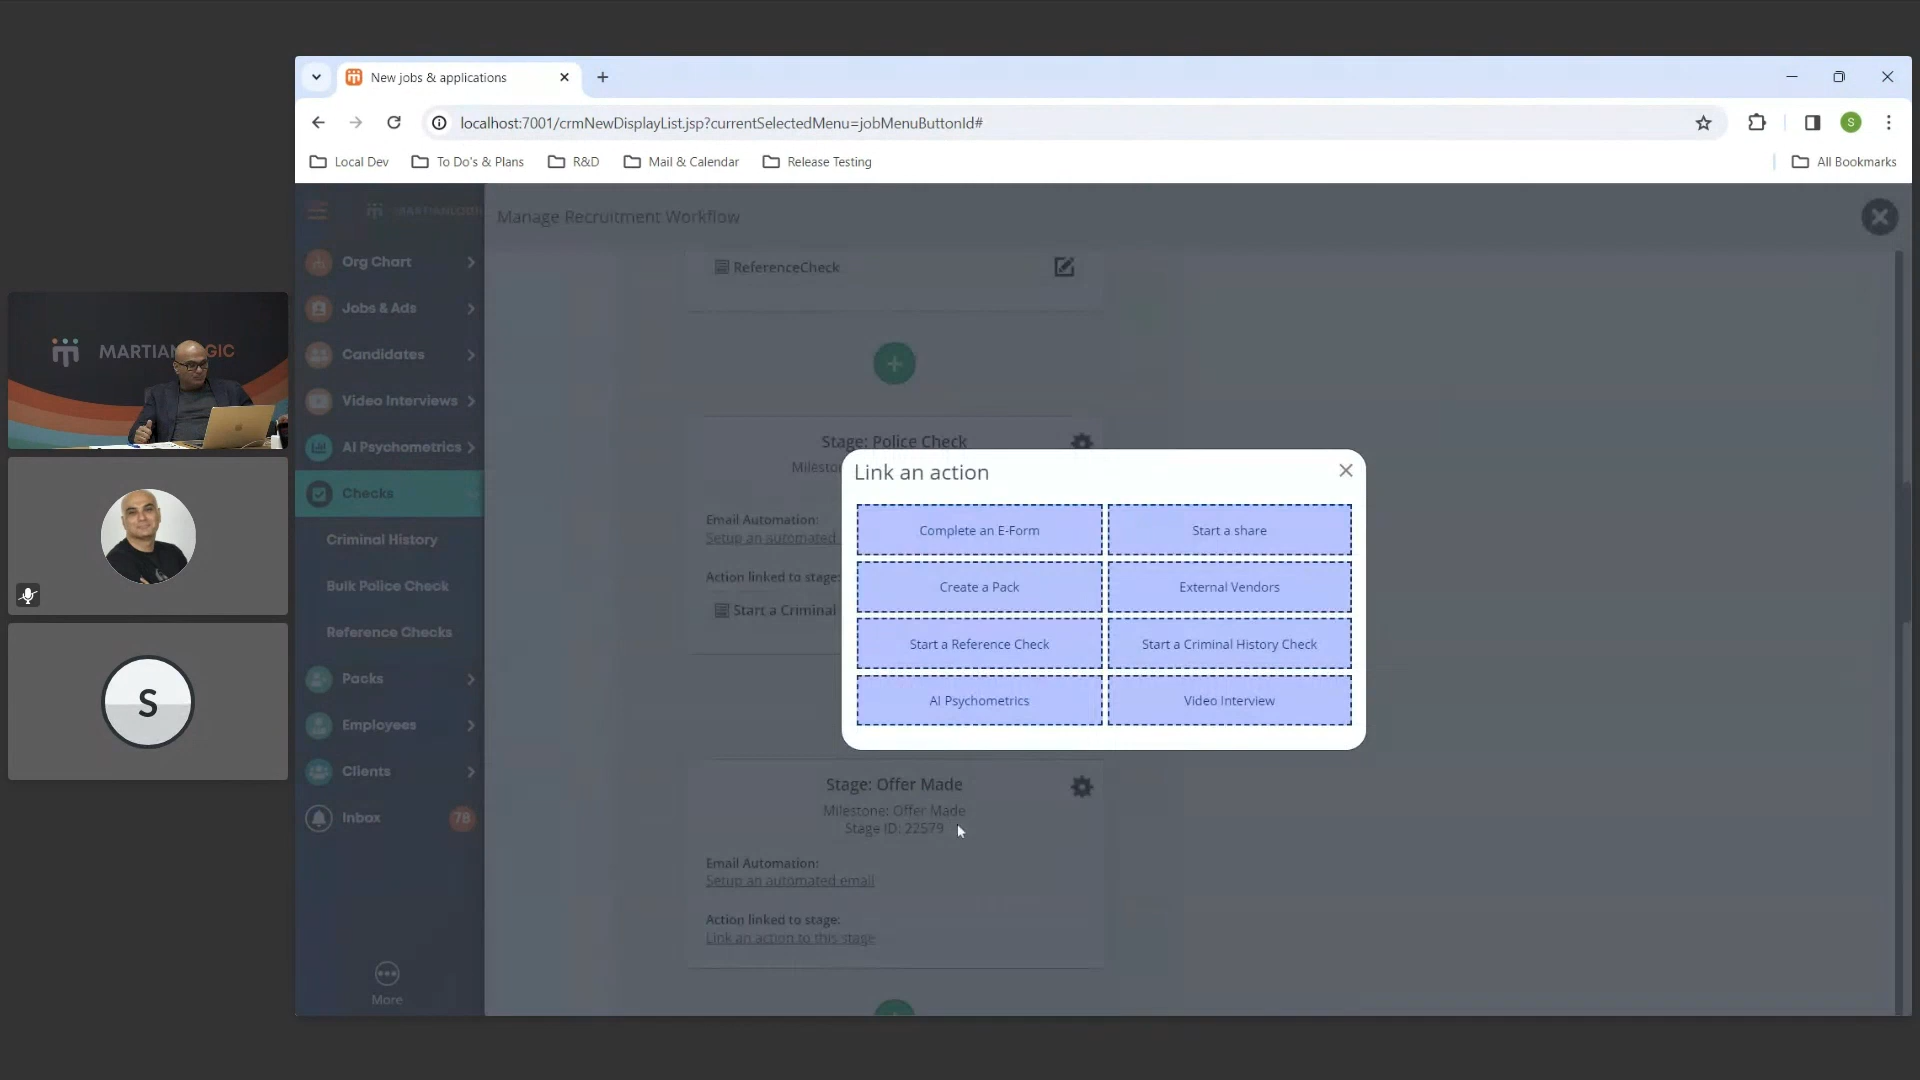 New jobs & applications
localhost:7001/crmNewDisplayList.jsp?currentSelectedMenu=jobMenuButtonId#
S
Local Dev
To Do's & Plans
R&D
Mail & Calendar
Release Testing
All Bookmarks
MARTIANLOGIC
Manage Recruitment Workflow
Org Chart
Jobs & Ads
Candidates
Video Interviews
AI Psychometrics
Checks
Criminal History
Bulk Police Check
Reference Checks
Packs
Employees
Clients
Inbox
78
More
ReferenceCheck
Stage: Police Check
Email Automation:
Setup an automated
Action linked to stage:
Start a Criminal
Link an action
Complete an E-Form
Start a share
Create a Pack
External Vendors
Start a Reference Check
Start a Criminal History Check
AI Psychometrics
Video Interview
Stage: Offer Made
Milestone: Offer Made
Stage ID: 22579
Email Automation:
Setup an automated email
Action linked to stage:
Link an action to this stage
MARTIAN GIC
S